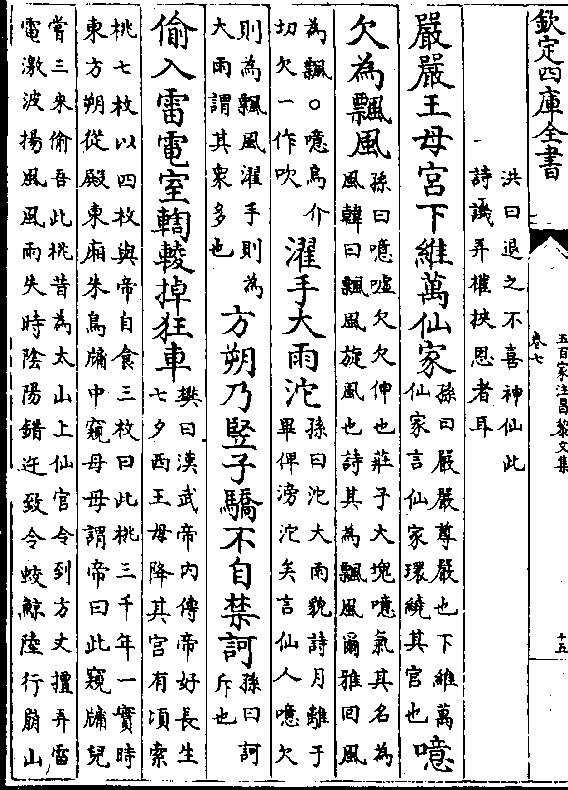 欽定四庫全書
五百家注昌黎文集
卷七
十五
洪曰退之不喜神仙此
詩譏弄權挾恩者耳
嚴嚴王母宮下維萬仙家孫曰嚴嚴尊嚴也下維萬仙家言仙家環繞其宮也噫
欠為飄風孫曰噫噓欠欠伸也莊子大塊噫氣其名為風韓曰飄風旋風也詩其為飄風爾雅回風
為飄○噫烏介切欠一作吹濯手大雨沱孫曰沱大雨貌詩月離于畢俾滂沱矣言仙人噫欠
則為飄風濯手則為大雨謂其衆多也方朔乃竪子驕不自禁訶孫曰訶斥也
偷入雷電室輷輘掉狂車樊曰漢武帝內傳帝好長生七夕西王母降其宮有頃索
桃七枚以四枚與帝自食三枚曰此桃三千年一實時東方朔從殿東廂朱鳥牖中窺母母謂帝曰此窺牖兒
嘗三來偷吾此桃昔為太山上仙官令到方丈擅弄雷電激波揚風風雨失時陰陽錯迕致令蛟鯨陸行崩山